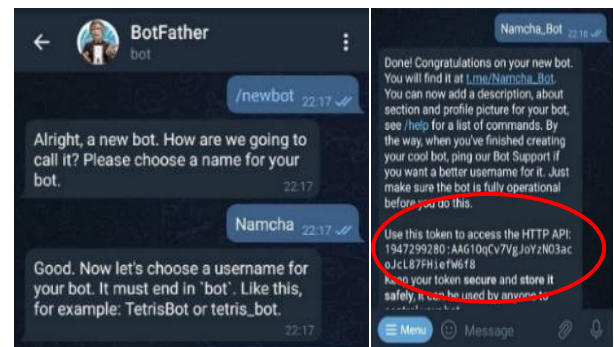 BotFather
bot
/newbot 22:17
Alright, a new bot. How are we going to
call it? Please choose a name for your
bot.
22:17
Namcha 22:17
Good. Now let's choose a username for
your bot. It must end in `bot`. Like this,
for example: TetrisBot or tetris_bot.
22:17
Namcha_Bot 22:18
Done! Congratulations on your new bot.
You will find it at t.me/Namcha_Bot.
You can now add a description, about
section and profile picture for your bot,
see /help for a list of commands. By
the way, when you've finished creating
your cool bot, ping our Bot Support if
you want a better username for it. Just
make sure the bot is fully operational
before you do this.
Use this token to access the HTTP API:
1947299280:AAG1OqCv7VgJoYzNO3ac
oJcL87FHiefW6f8
Keep your token secure and store it
safely, it can be used by anyone to
control your bot
Menu Message